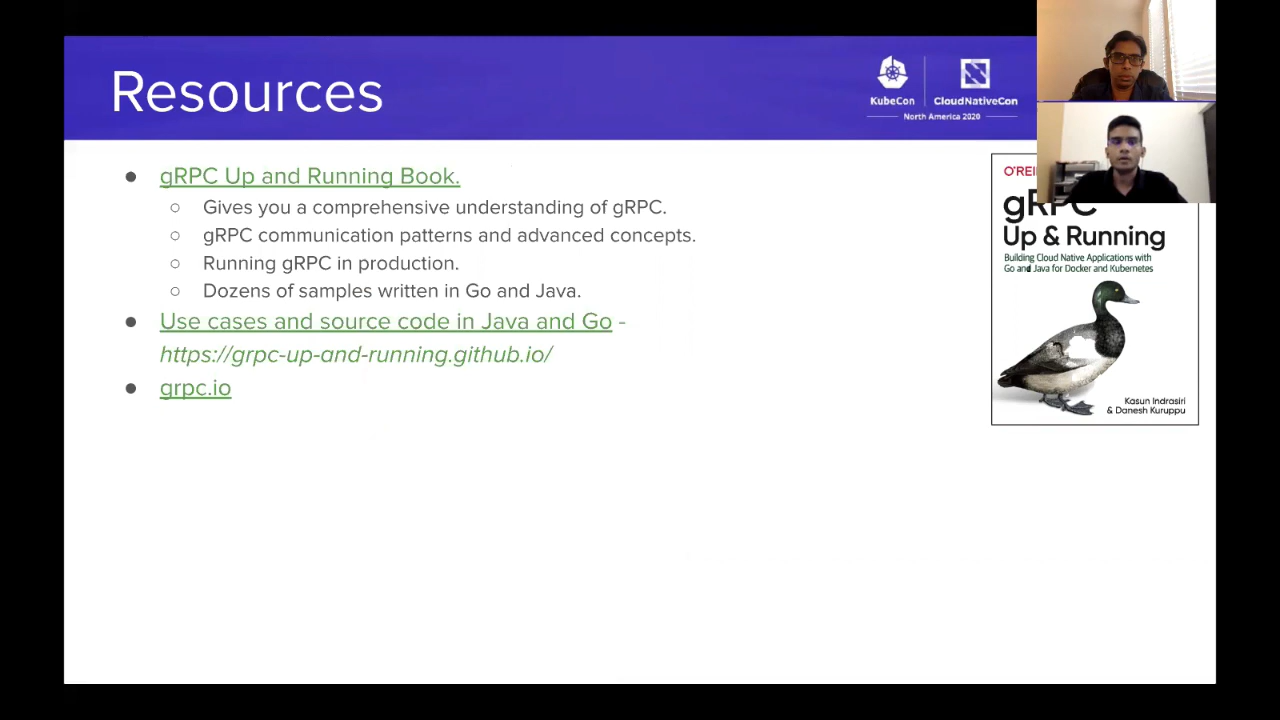 Resources
KubeCon
CloudNativeCon
North America 2020
● gRPC Up and Running Book.
○ Gives you a comprehensive understanding of gRPC.
○ gRPC communication patterns and advanced concepts.
○ Running gRPC in production.
○ Dozens of samples written in Go and Java.
● Use cases and source code in Java and Go -
https://grpc-up-and-running.github.io/
● grpc.io
gRPC
Up & Running
Building Cloud Native Applications with
Go and Java for Docker and Kubernetes
Kasun Indrasiri
& Danesh Kuruppu